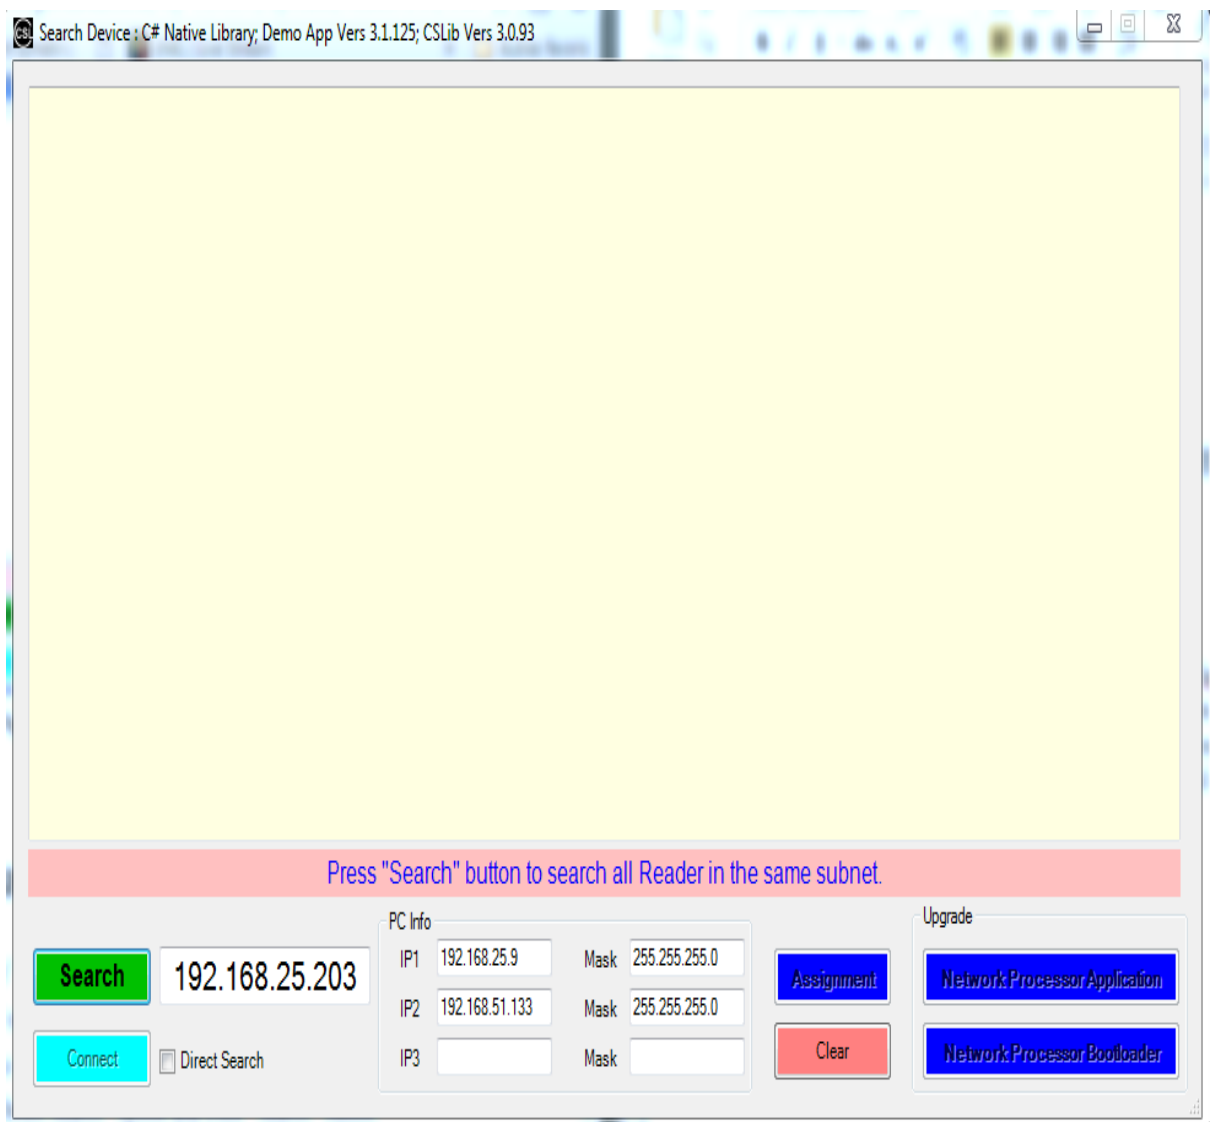 CSL Search Device : C# Native Library; Demo App Vers 3.1.125; CSLib Vers 3.0.93
Press "Search" button to search all Reader in the same subnet.
PC Info
Upgrade
Search 192.168.25.203 IP1 192.168.25.9 Mask 255.255.255.0 Assignment Network Processor Application
IP2 192.168.51.133 Mask 255.255.255.0
Connect Direct Search IP3 Mask Clear Network Processor Bootloader